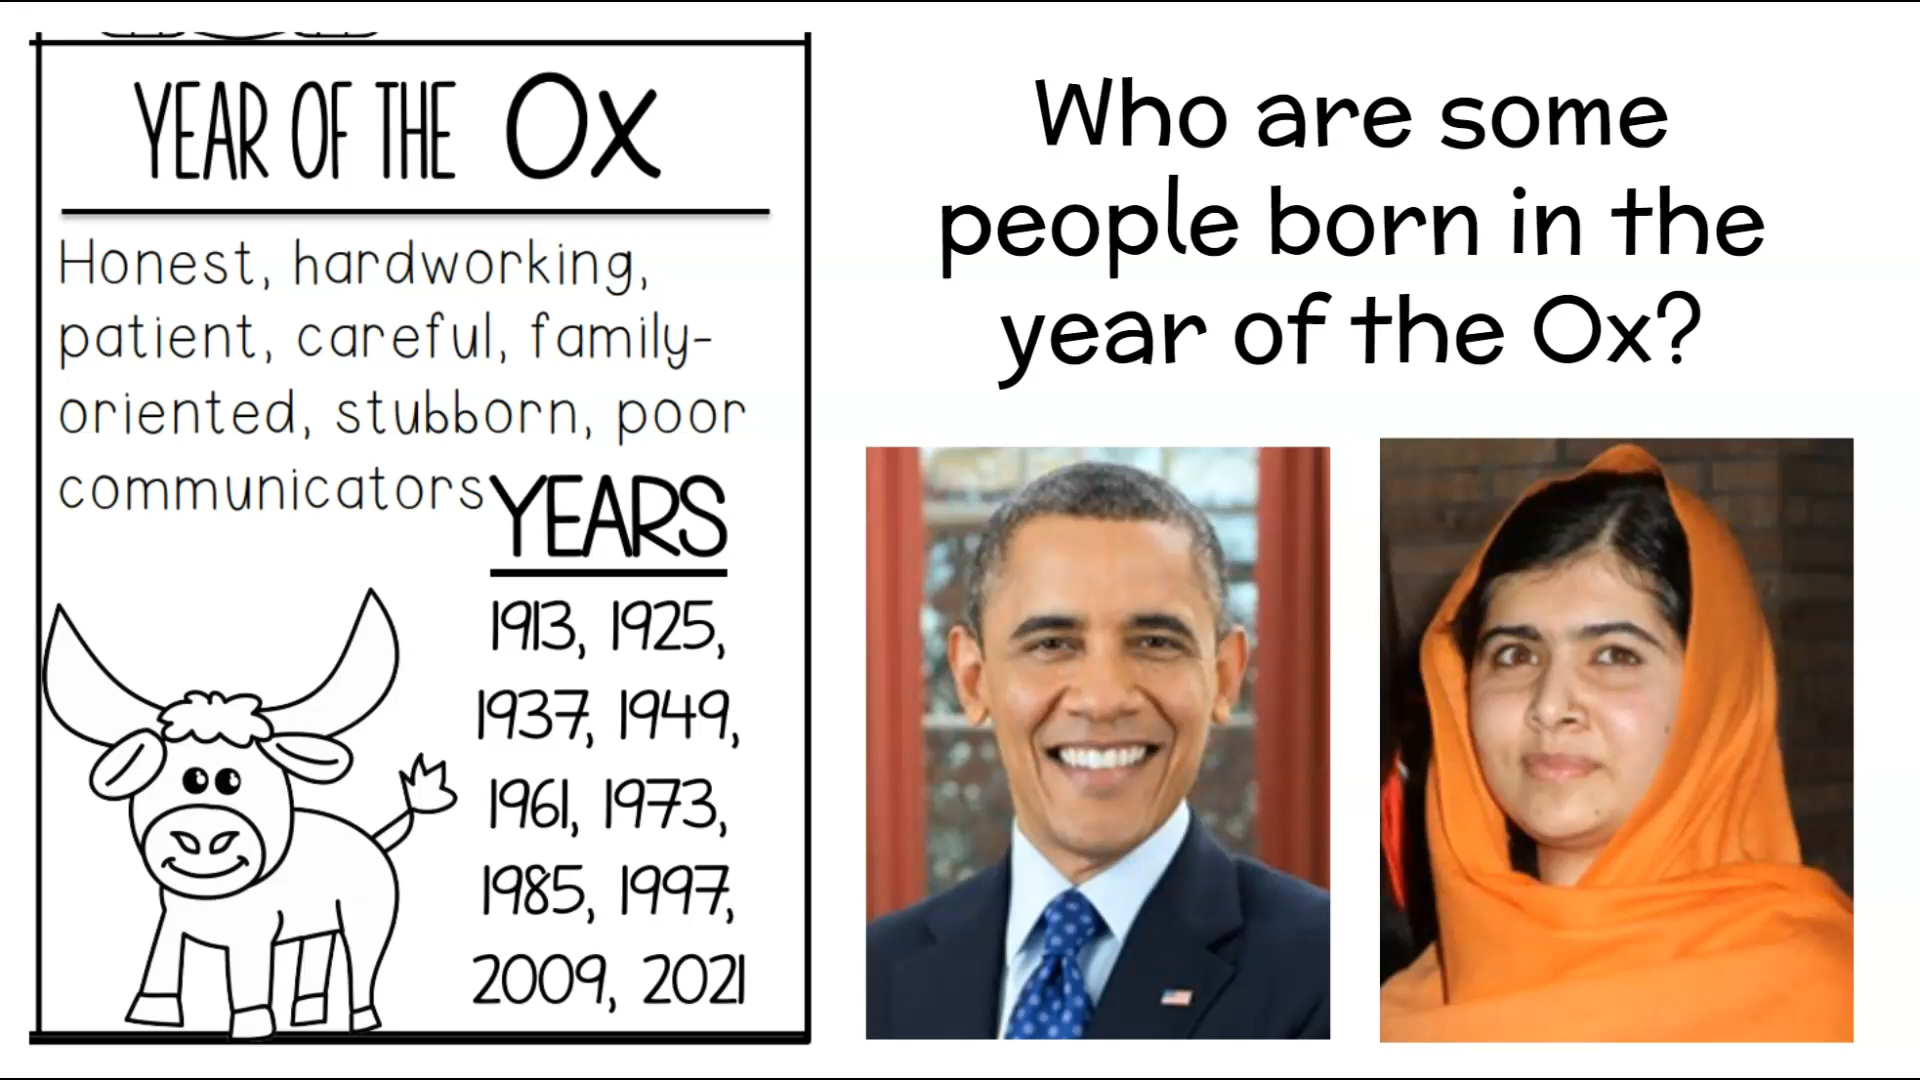 YEAR OF THE Ox
Honest, hardworking,
patient, careful, family-
oriented, stubborn, poor
communicators
YEARS
1913, 1925,
1937, 1949,
1961, 1973,
1985, 1997,
2009, 2021
Who are some
people born in the
year of the Ox?